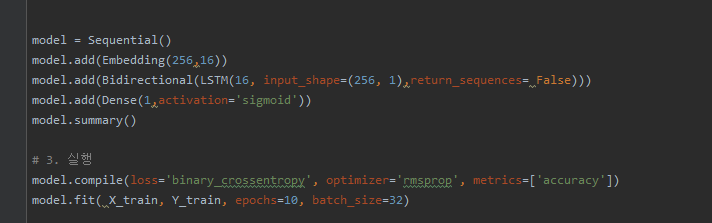 model = Sequential()
model.add(Embedding(256,16))
model.add(Bidirectional(LSTM(16, input_shape=(256, 1),return_sequences= False)))
model.add(Dense(1,activation='sigmoid'))
model.summary()
# 3. 실행
model.compile(loss='binary_crossentropy', optimizer='rmsprop', metrics=['accuracy'])
model.fit( X_train, Y_train, epochs=10, batch_size=32)